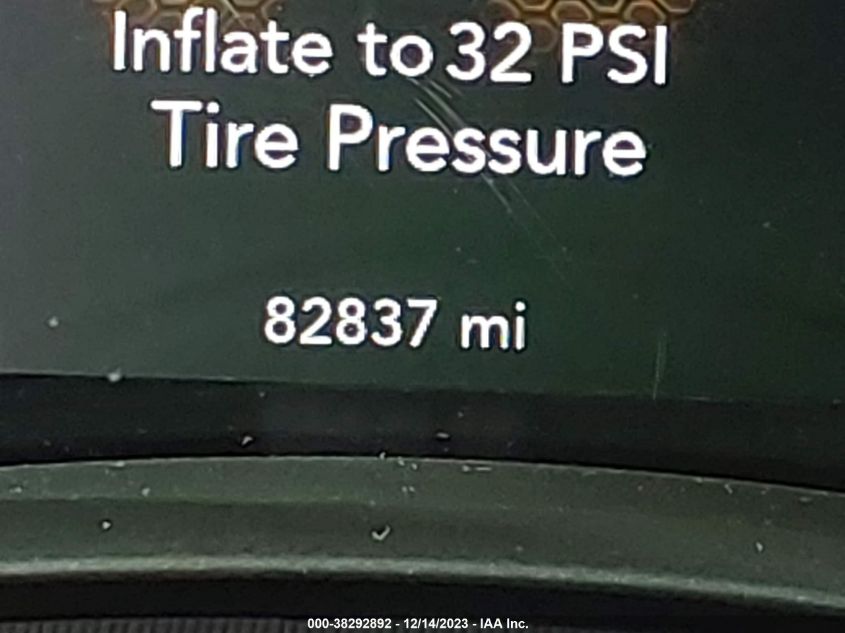 Inflate to 32 PSI
Tire Pressure
82837 mi
000-38292892 - 12/14/2023 - IAA Inc.